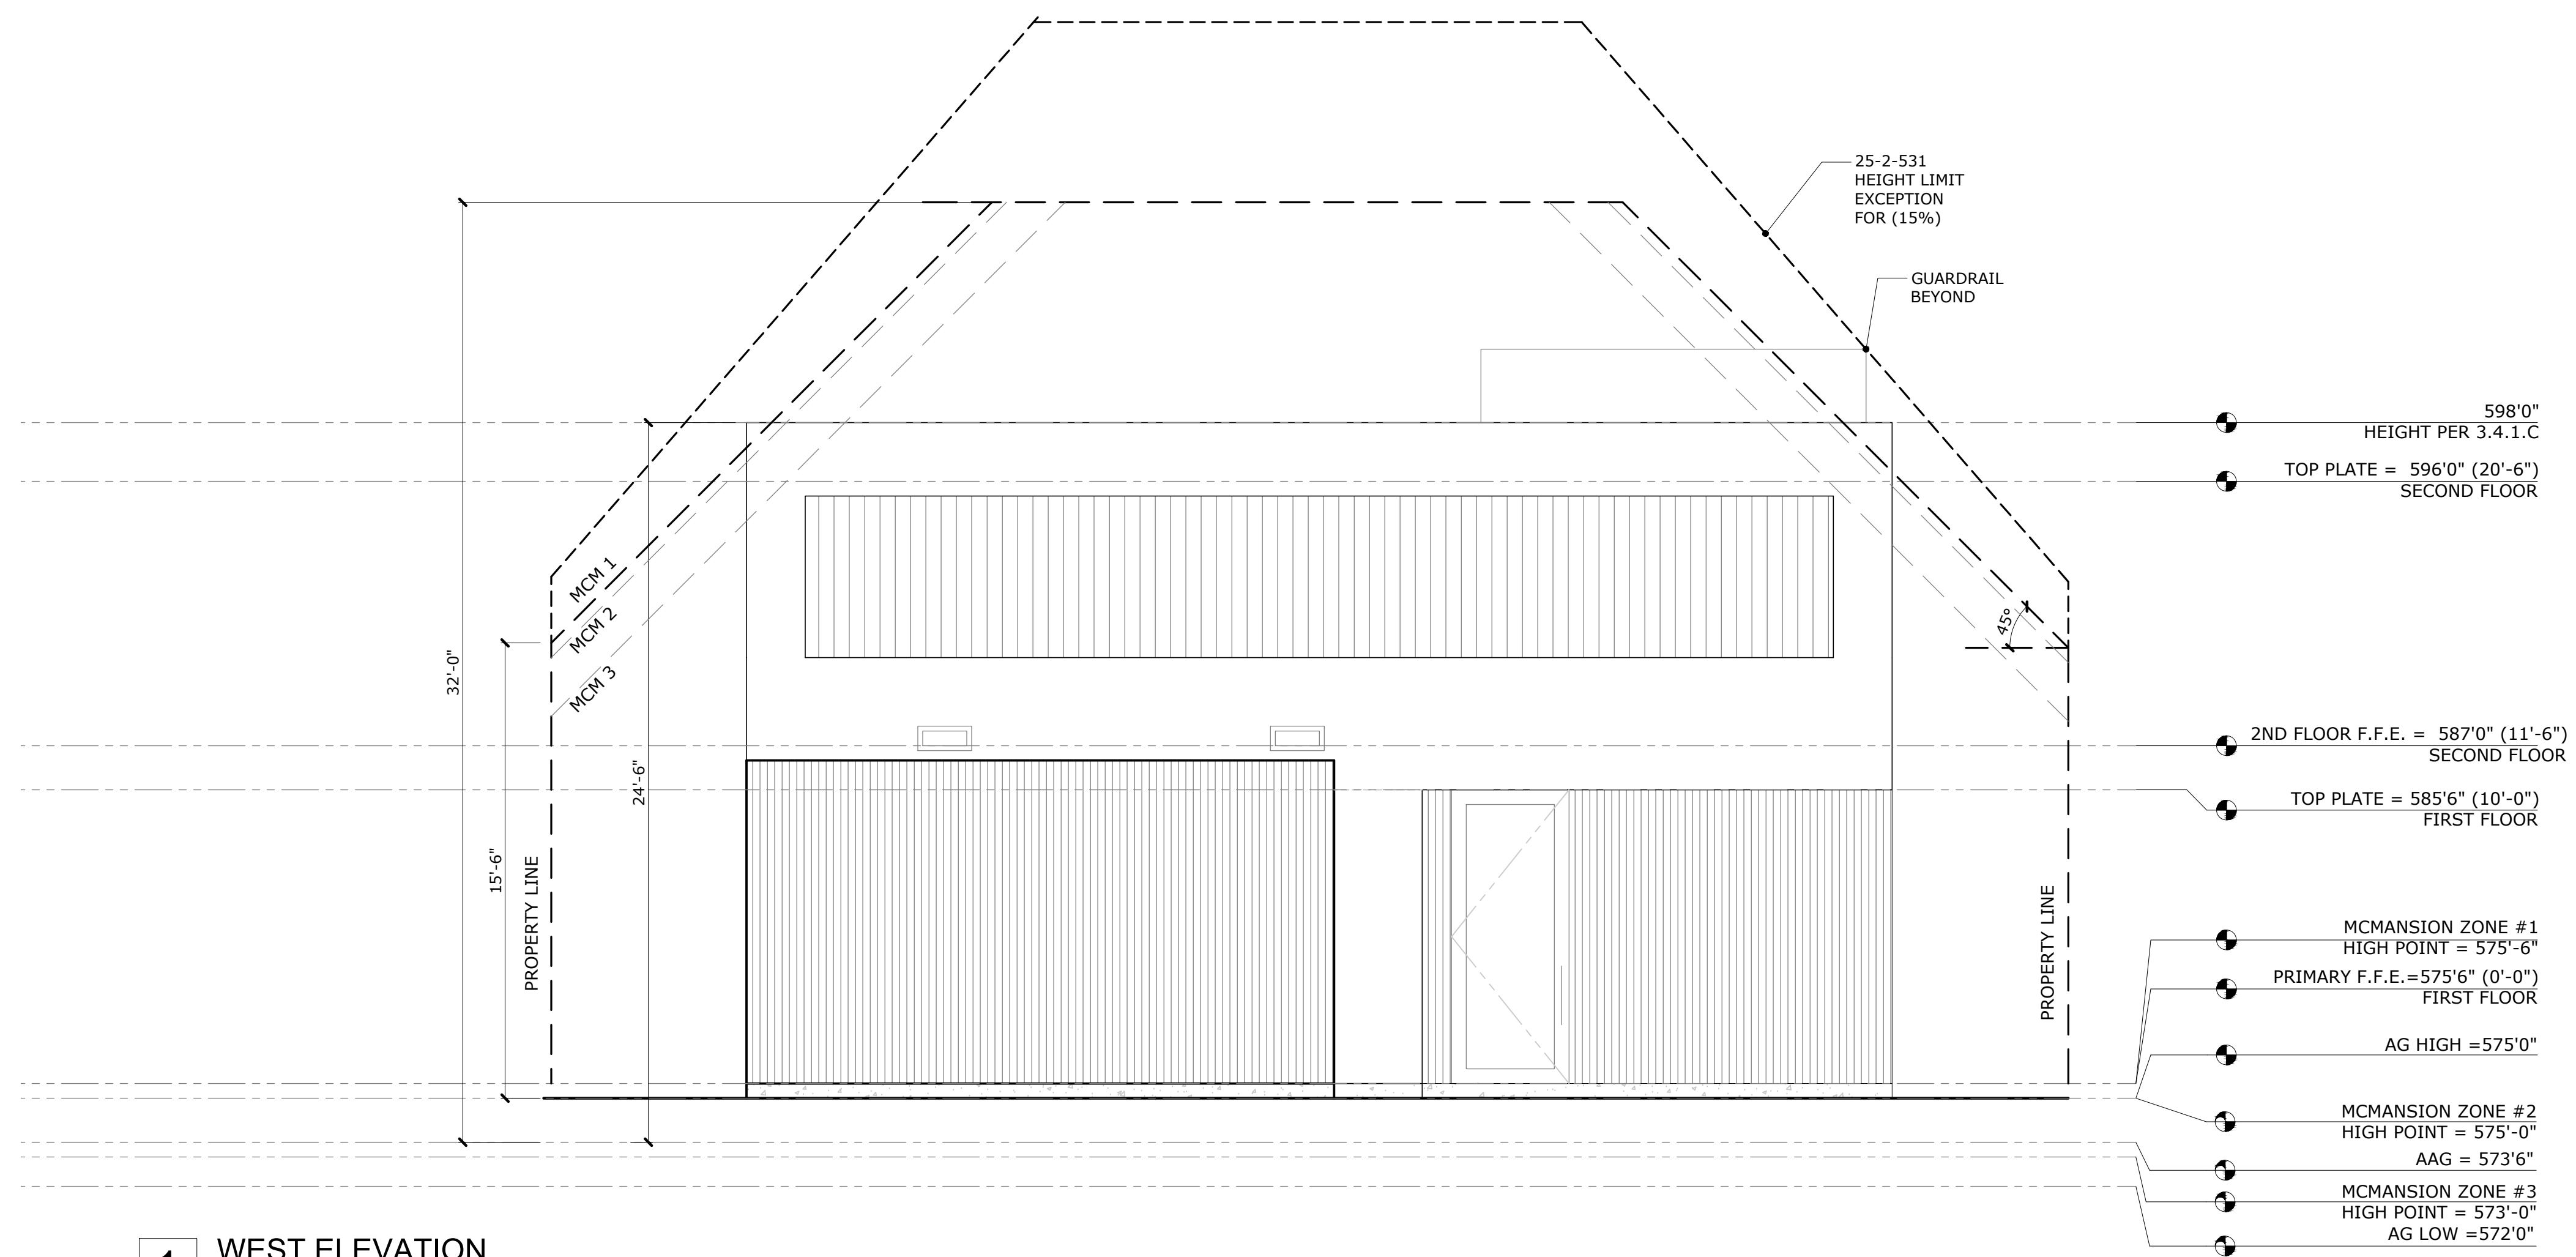 25-2-531
HEIGHT LIMIT
EXCEPTION
FOR (15%)
GUARDRAIL
BEYOND
598'0"
HEIGHT PER 3.4.1.C
TOP PLATE = 596'0" (20'-6")
SECOND FLOOR
MCM 1
MCM 2
MCM 3
45°
32'-0"
24'-6"
15'-6"
PROPERTY LINE
PROPERTY LINE
2ND FLOOR F.F.E. = 587'0" (11'-6")
SECOND FLOOR
TOP PLATE = 585'6" (10'-0")
FIRST FLOOR
MCMANSION ZONE #1
HIGH POINT = 575'-6"
PRIMARY F.F.E.=575'6" (0'-0")
FIRST FLOOR
AG HIGH =575'0"
MCMANSION ZONE #2
HIGH POINT = 575'-0"
AAG = 573'6"
MCMANSION ZONE #3
HIGH POINT = 573'-0"
AG LOW =572'0"
WEST ELEVATION